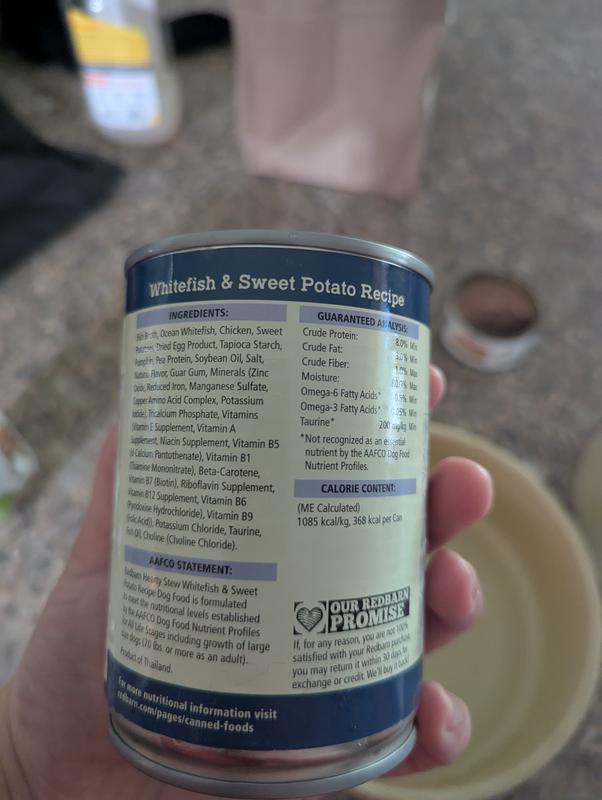 Whitefish & Sweet Potato Recipe
INGREDIENTS:
Fish Broth, Ocean Whitefish, Chicken, Sweet
Potatoes, Dried Egg Product, Tapioca Starch,
Pumpkin, Pea Protein, Soybean Oil, Salt,
Natural Flavor, Guar Gum, Minerals (Zinc
Oxide, Reduced Iron, Manganese Sulfate,
Copper Amino Acid Complex, Potassium
Iodide), Tricalcium Phosphate, Vitamins
(Vitamin E Supplement, Vitamin A
Supplement, Niacin Supplement, Vitamin B5
(d-Calcium Pantothenate), Vitamin B1
(Thiamine Mononitrate), Beta-Carotene,
Vitamin B7 (Biotin), Riboflavin Supplement,
Vitamin B12 Supplement, Vitamin B6
(Pyridoxine Hydrochloride), Vitamin B9
(Folic Acid), Potassium Chloride, Taurine,
Fish Oil, Choline (Choline Chloride).
AAFCO STATEMENT:
Redbarn Hearty Stew Whitefish & Sweet
Potato Recipe Dog Food is formulated
to meet the nutritional levels established
by the AAFCO Dog Food Nutrient Profiles
for All Life Stages including growth of large
size dogs (70 lbs. or more as an adult).
Product of Thailand.
GUARANTEED ANALYSIS:
Crude Protein: 8.0% Min
Crude Fat: Min
Crude Fiber: Max
Moisture: Max
Omega-6 Fatty Acids* 0.5% Min
Omega-3 Fatty Acids* Min
Taurine* 200 mg/kg Min
*Not recognized as an essential
nutrient by the AAFCO Dog Food
Nutrient Profiles.
CALORIE CONTENT:
(ME Calculated)
1085 kcal/kg, 368 kcal per Can
OUR REDBARN
PROMISE
If, for any reason, you are not 100%
satisfied with your Redbarn purchase,
you may return it within 30 days for
exchange or credit. We'll buy it back!
For more nutritional information visit
redbarn.com/pages/canned-foods